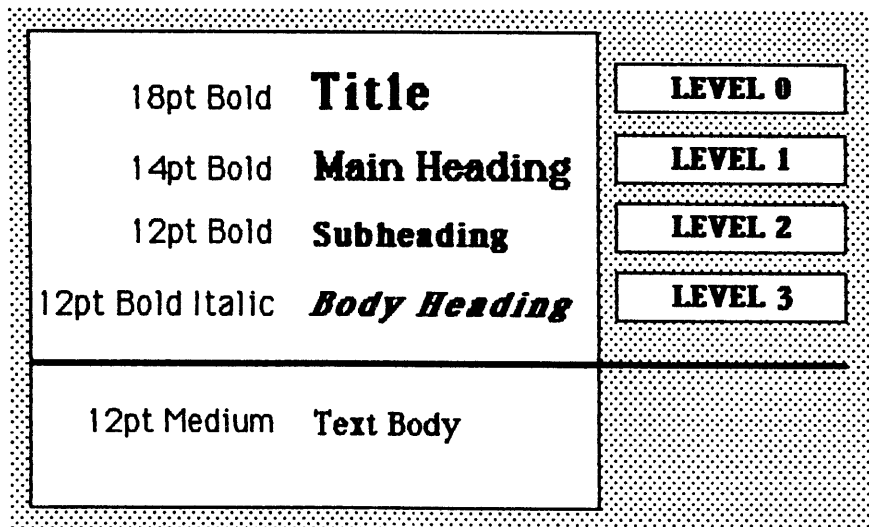 18pt Bold Title LEVEL 0
14pt Bold Main Heading LEVEL 1
12pt Bold Subheading LEVEL 2
12pt Bold Italic Body Heading LEVEL 3
12pt Medium Text Body